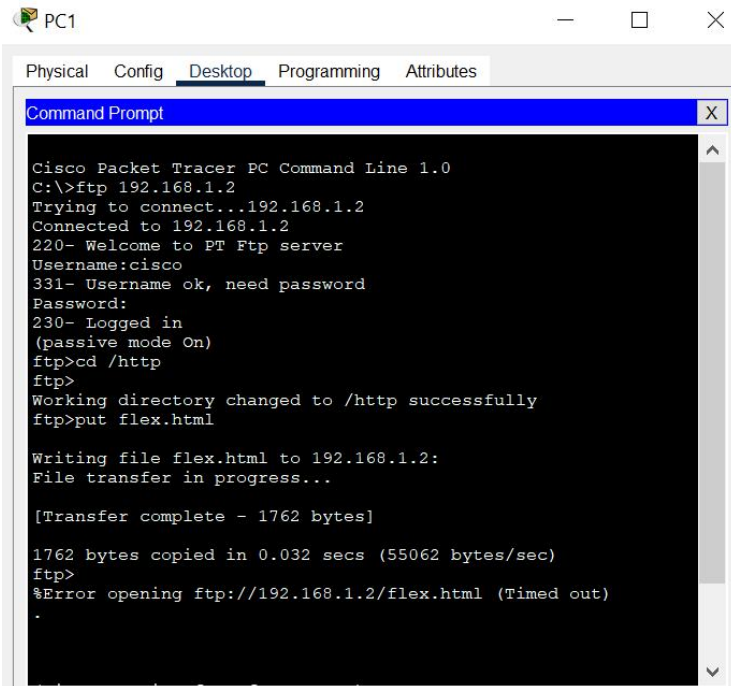 PC1
Physical Config Desktop Programming Attributes
Command Prompt
X
Cisco Packet Tracer PC Command Line 1.0
C:\>ftp 192.168.1.2
Trying to connect...192.168.1.2
Connected to 192.168.1.2
220- Welcome to PT Ftp server
Username:cisco
331- Username ok, need password
Password:
230- Logged in
(passive mode On)
ftp>cd /http
ftp>
Working directory changed to /http successfully
ftp>put flex.html
Writing file flex.html to 192.168.1.2:
File transfer in progress...
[Transfer complete - 1762 bytes]
1762 bytes copied in 0.032 secs (55062 bytes/sec)
ftp>
%Error opening ftp://192.168.1.2/flex.html (Timed out)
.